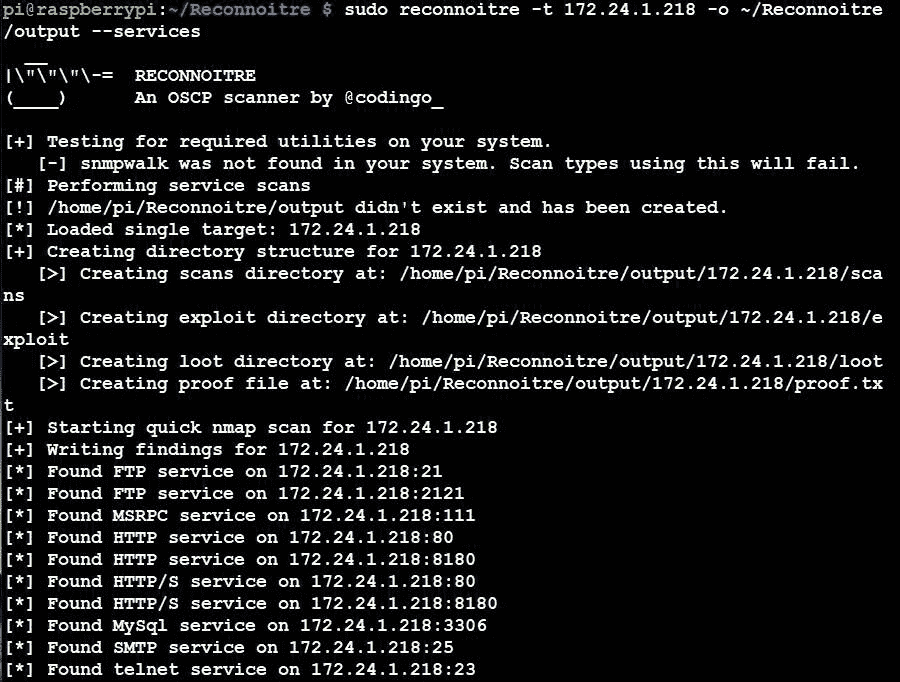 pi@raspberrypi:~/Reconnoitre $ sudo reconnoitre -t 172.24.1.218 -o ~/Reconnoitre
/output --services
  __
|\"\"\"\-=  RECONNOITRE
(____)      An OSCP scanner by @codingo_

[+] Testing for required utilities on your system.
   [-] snmpwalk was not found in your system. Scan types using this will fail.
[#] Performing service scans
[!] /home/pi/Reconnoitre/output didn't exist and has been created.
[*] Loaded single target: 172.24.1.218
[+] Creating directory structure for 172.24.1.218
   [>] Creating scans directory at: /home/pi/Reconnoitre/output/172.24.1.218/sca
ns
   [>] Creating exploit directory at: /home/pi/Reconnoitre/output/172.24.1.218/e
xploit
   [>] Creating loot directory at: /home/pi/Reconnoitre/output/172.24.1.218/loot
   [>] Creating proof file at: /home/pi/Reconnoitre/output/172.24.1.218/proof.tx
t
[+] Starting quick nmap scan for 172.24.1.218
[+] Writing findings for 172.24.1.218
[*] Found FTP service on 172.24.1.218:21
[*] Found FTP service on 172.24.1.218:2121
[*] Found MSRPC service on 172.24.1.218:111
[*] Found HTTP service on 172.24.1.218:80
[*] Found HTTP service on 172.24.1.218:8180
[*] Found HTTP/S service on 172.24.1.218:80
[*] Found HTTP/S service on 172.24.1.218:8180
[*] Found MySql service on 172.24.1.218:3306
[*] Found SMTP service on 172.24.1.218:25
[*] Found telnet service on 172.24.1.218:23